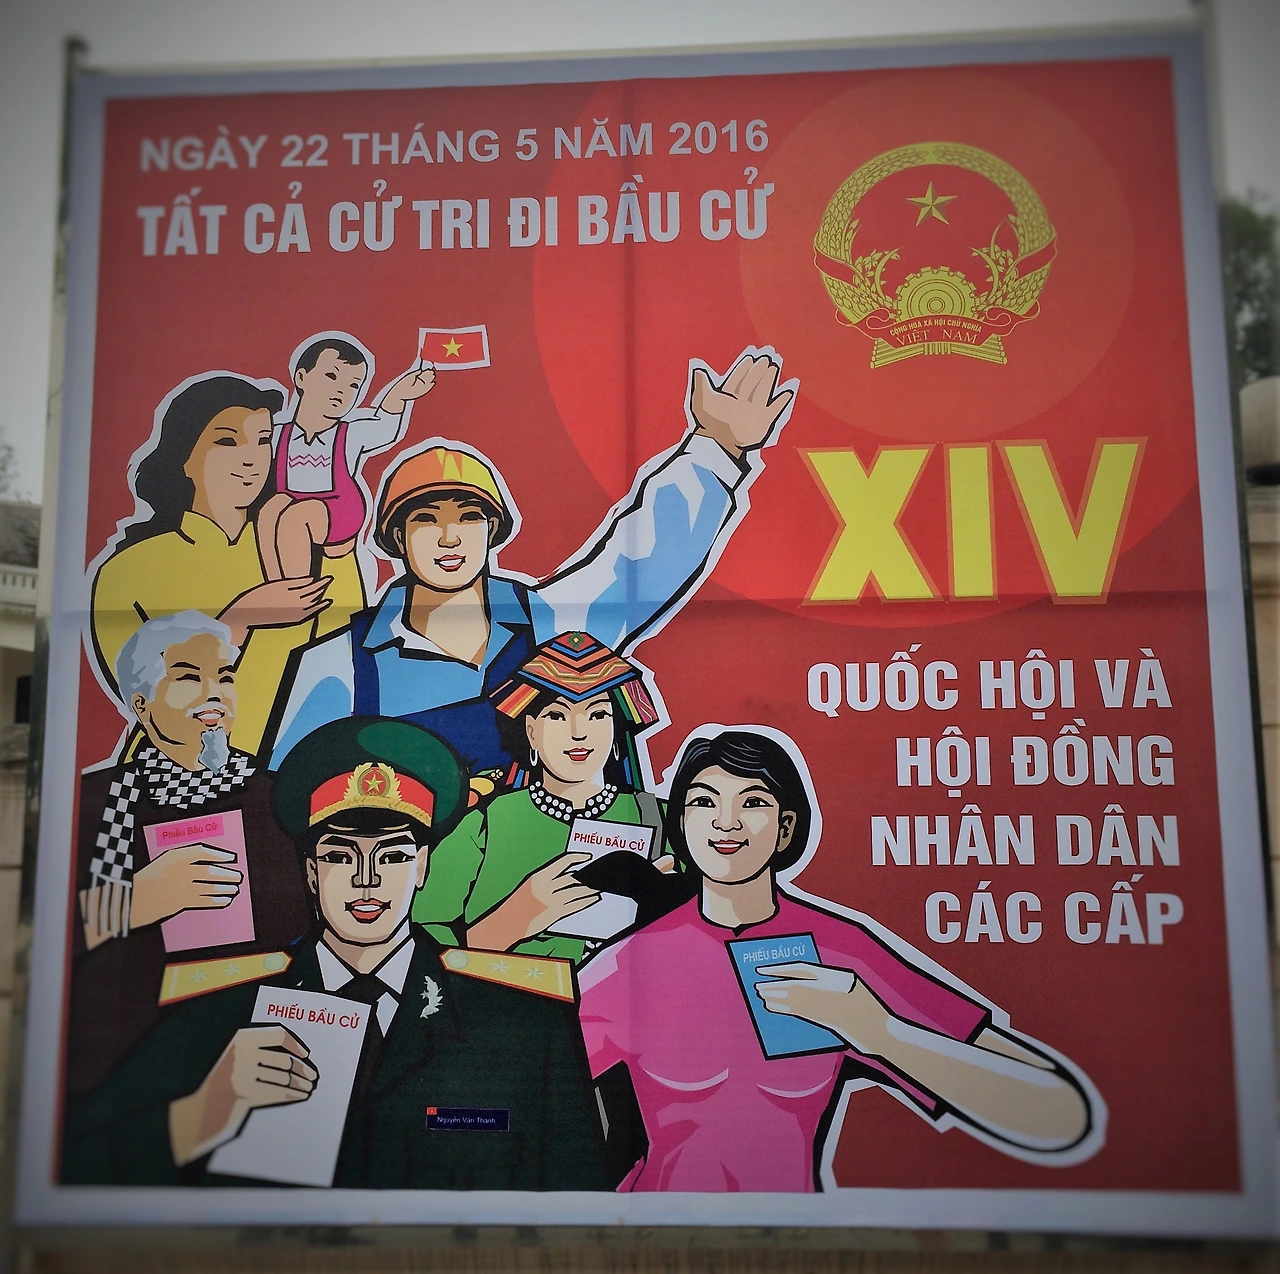 NGÀY 22 THÁNG 5 NĂM 2016
TẤT CẢ CỬ TRI ĐI BẦU CỬ
CỘNG HOÀ XÃ HỘI CHỦ NGHĨA
VIỆT NAM
XIV
QUỐC HỘI VÀ
HỘI ĐỒNG
NHÂN DÂN
CÁC CẤP
Phiếu Bầu Cử
PHIẾU BẦU CỬ
PHIẾU BẦU CỬ
PHIẾU BẦU CỬ
Nguyễn Văn Thanh